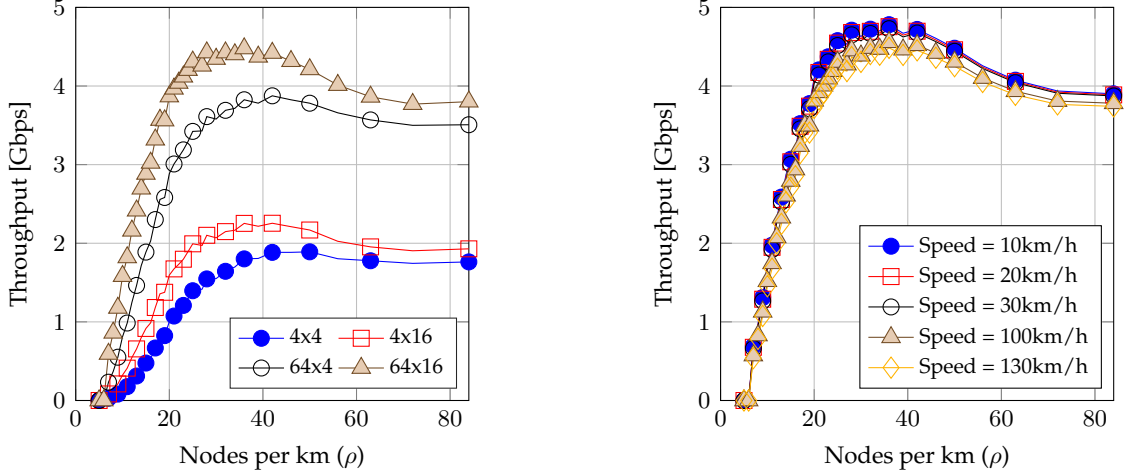 5
4
3
2
1
0
0 20 40 60 80
Throughput [Gbps]
Nodes per km (ρ)
4x4 4x16
64x4 64x16
5
4
3
2
1
0
0 20 40 60 80
Throughput [Gbps]
Nodes per km (ρ)
Speed = 10km/h
Speed = 20km/h
Speed = 30km/h
Speed = 100km/h
Speed = 130km/h